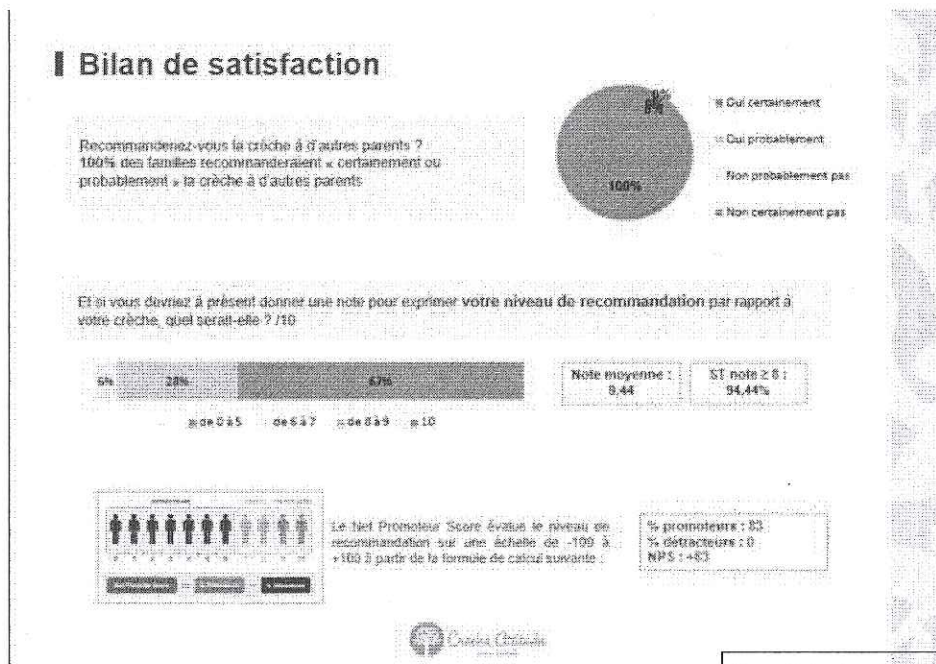 Bilan de satisfaction
Recommanderiez-vous la crèche à d'autres parents ?
100% des familles recommanderaient « certainement ou
probablement » la crèche à d'autres parents
0%
0%
100%
Oui certainement
Oui probablement
Non probablement pas
Non certainement pas
Et si vous devriez à présent donner une note pour exprimer votre niveau de recommandation par rapport à
votre crèche, quel serait-elle ? /10
6% 28% 67%
de 0 à 5 de 6 à 7 de 8 à 9 10
Note moyenne :
9,44
ST note ≥ 8 :
94,44%
Le Net Promoteur Score évalue le niveau de
recommandation sur une échelle de -100 à
+100 à partir de la formule de calcul suivante :
% promoteurs : 83
% détracteurs : 0
NPS : +83